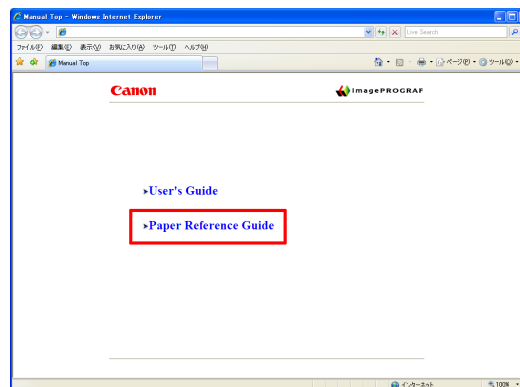 Manual Top - Windows Internet Explorer
Live Search
ファイル(F) 編集(E) 表示(V) お気に入り(A) ツール(T) ヘルプ(H)
Manual Top
ページ(P) ツール(O)
Canon
imagePROGRAF
User's Guide
Paper Reference Guide
インターネット
100%